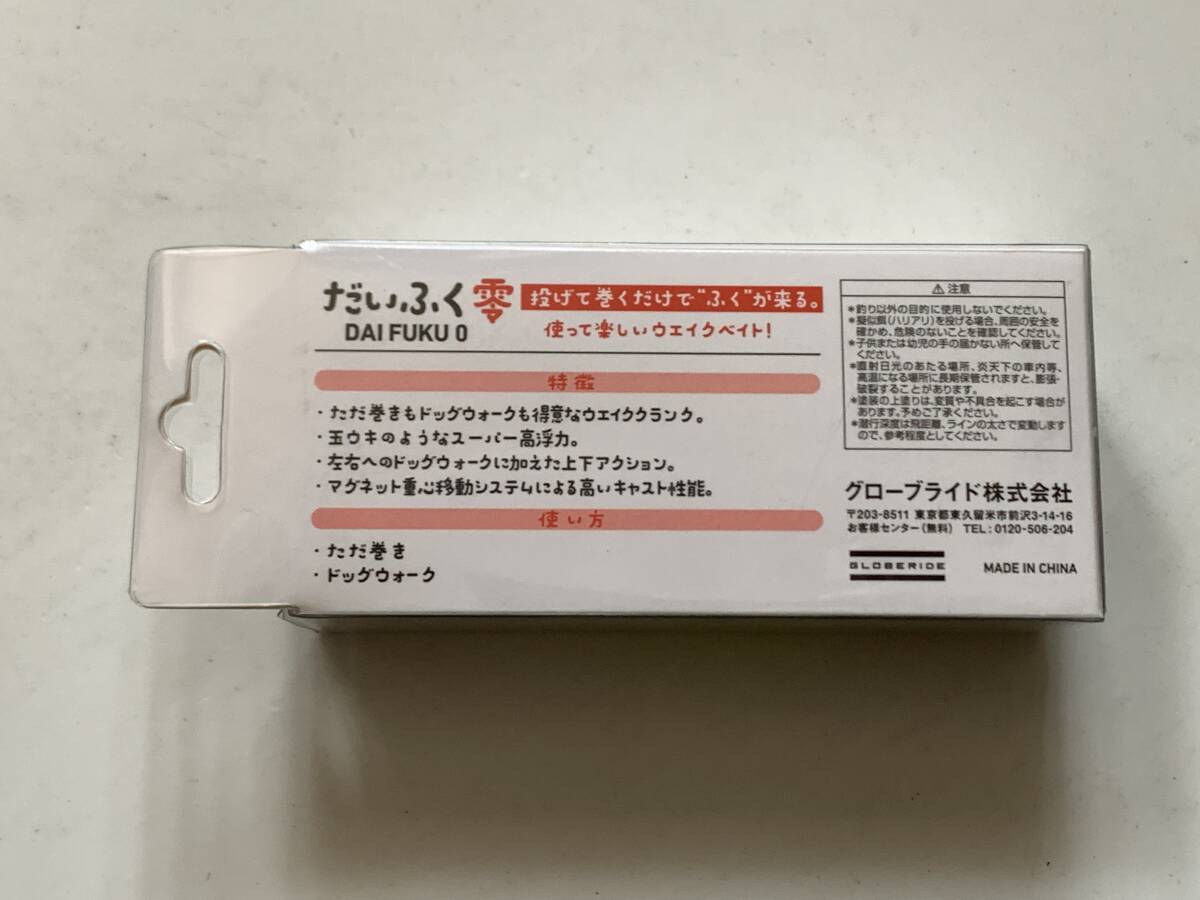 だいふく零
DAI FUKU 0
投げて巻くだけで“ふく”が来る。
使って楽しいウエイクベイト!
特徴
・ただ巻きもドッグウォークも得意なウエイククランク。
・玉ウキのようなスーパー高浮力。
・左右へのドッグウォークに加えた上下アクション。
・マグネット重心移動システムによる高いキャスト性能。
使い方
・ただ巻き
・ドッグウォーク
⚠注意
*釣り以外の目的に使用しないでください。
*擬似餌(ハリアリ)を投げる場合、周囲の安全を
確かめ、危険のないことを確認してください。
*子供または幼児の手の届かない所へ保管して
ください。
*直射日光のあたる場所、炎天下の車内等、
高温になる場所に長期保管されますと、膨張・
破裂することがあります。
*塗装の上塗りは、変質や不具合を起こす場合が
あります。予めご了承ください。
*潜行深度は飛距離、ラインの太さで変動します
ので、参考程度としてください。
グローブライド株式会社
〒203-8511 東京都東久留米市前沢3-14-16
お客様センター(無料) TEL:0120-506-204
GLOBERIDE
MADE IN CHINA